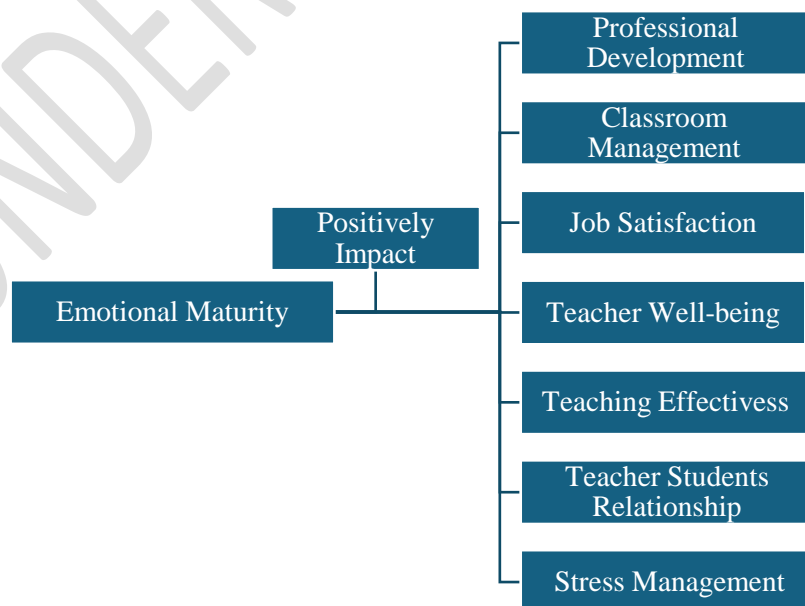 Professional
Development
Classroom
Management
Job Satisfaction
Positively
Impact
Emotional Maturity
Teacher Well-being
Teaching Effectivess
Teacher Students
Relationship
Stress Management